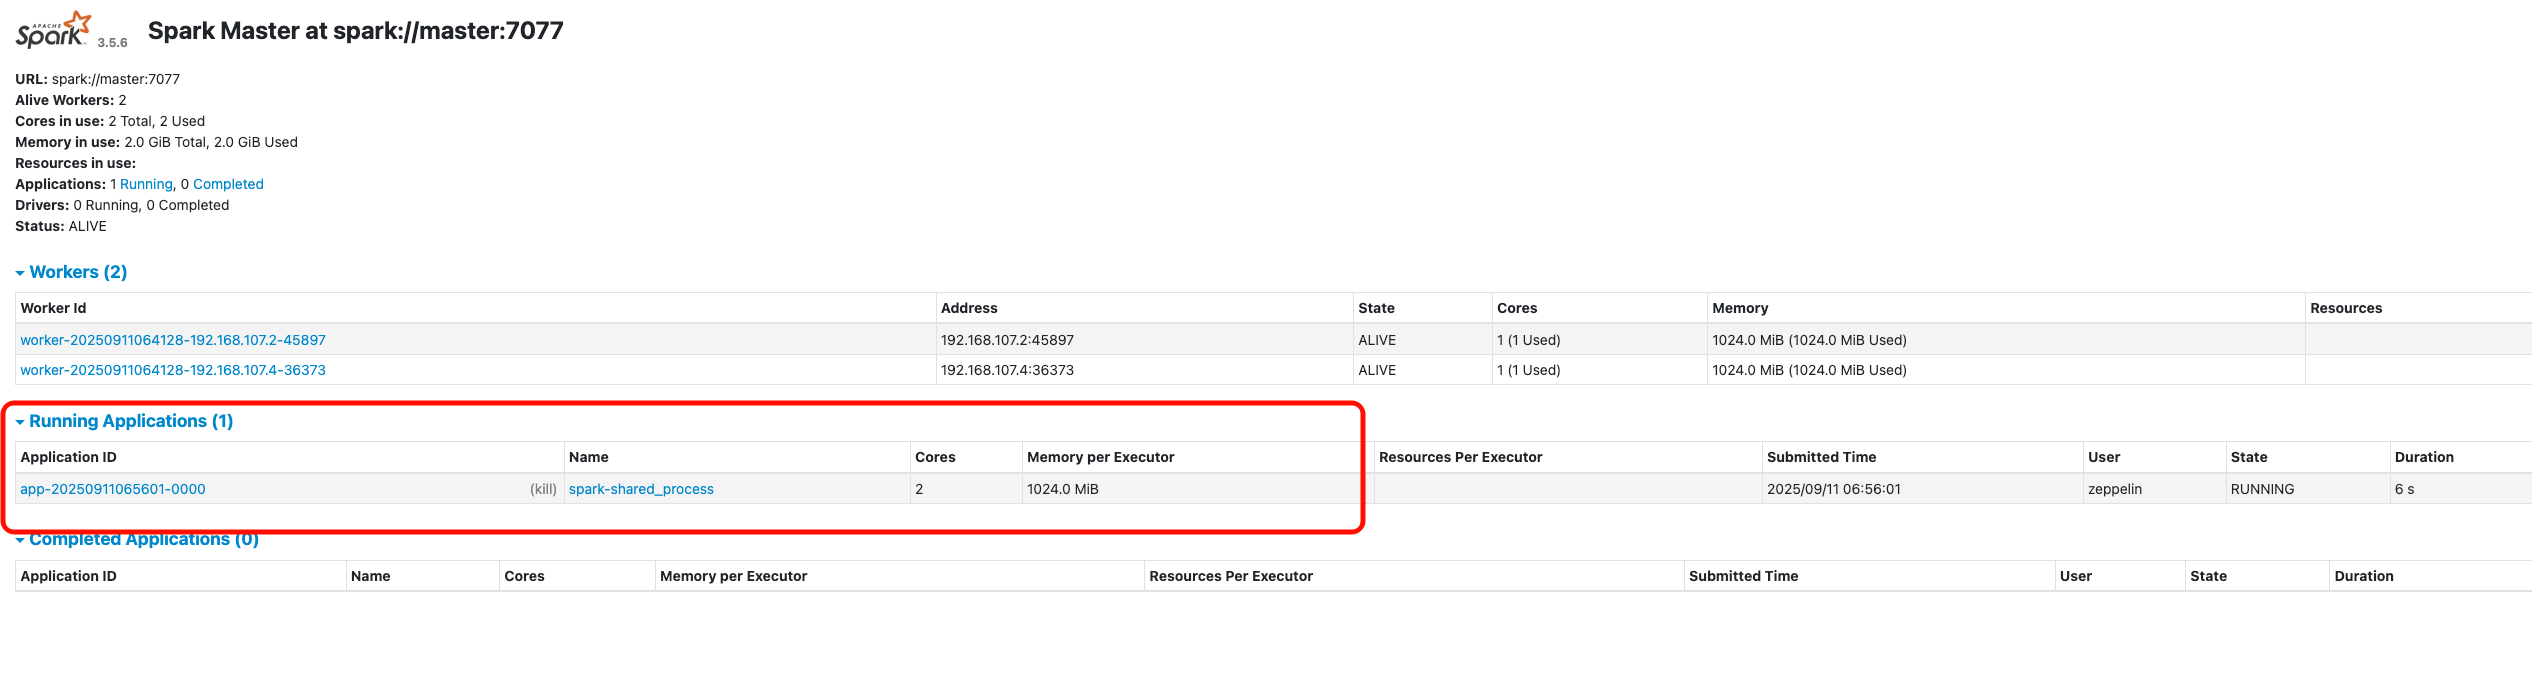 APACHE
Spark 3.5.6 Spark Master at spark://master:7077
URL: spark://master:7077
Alive Workers: 2
Cores in use: 2 Total, 2 Used
Memory in use: 2.0 GiB Total, 2.0 GiB Used
Resources in use:
Applications: 1 Running, 0 Completed
Drivers: 0 Running, 0 Completed
Status: ALIVE
Workers (2)
Worker Id Address State Cores Memory Resources
worker-20250911064128-192.168.107.2-45897 192.168.107.2:45897 ALIVE 1 (1 Used) 1024.0 MiB (1024.0 MiB Used)
worker-20250911064128-192.168.107.4-36373 192.168.107.4:36373 ALIVE 1 (1 Used) 1024.0 MiB (1024.0 MiB Used)
Running Applications (1)
Application ID Name Cores Memory per Executor Resources Per Executor Submitted Time User State Duration
app-20250911065601-0000 (kill) spark-shared_process 2 1024.0 MiB 2025/09/11 06:56:01 zeppelin RUNNING 6 s
Completed Applications (0)
Application ID Name Cores Memory per Executor Resources Per Executor Submitted Time User State Duration